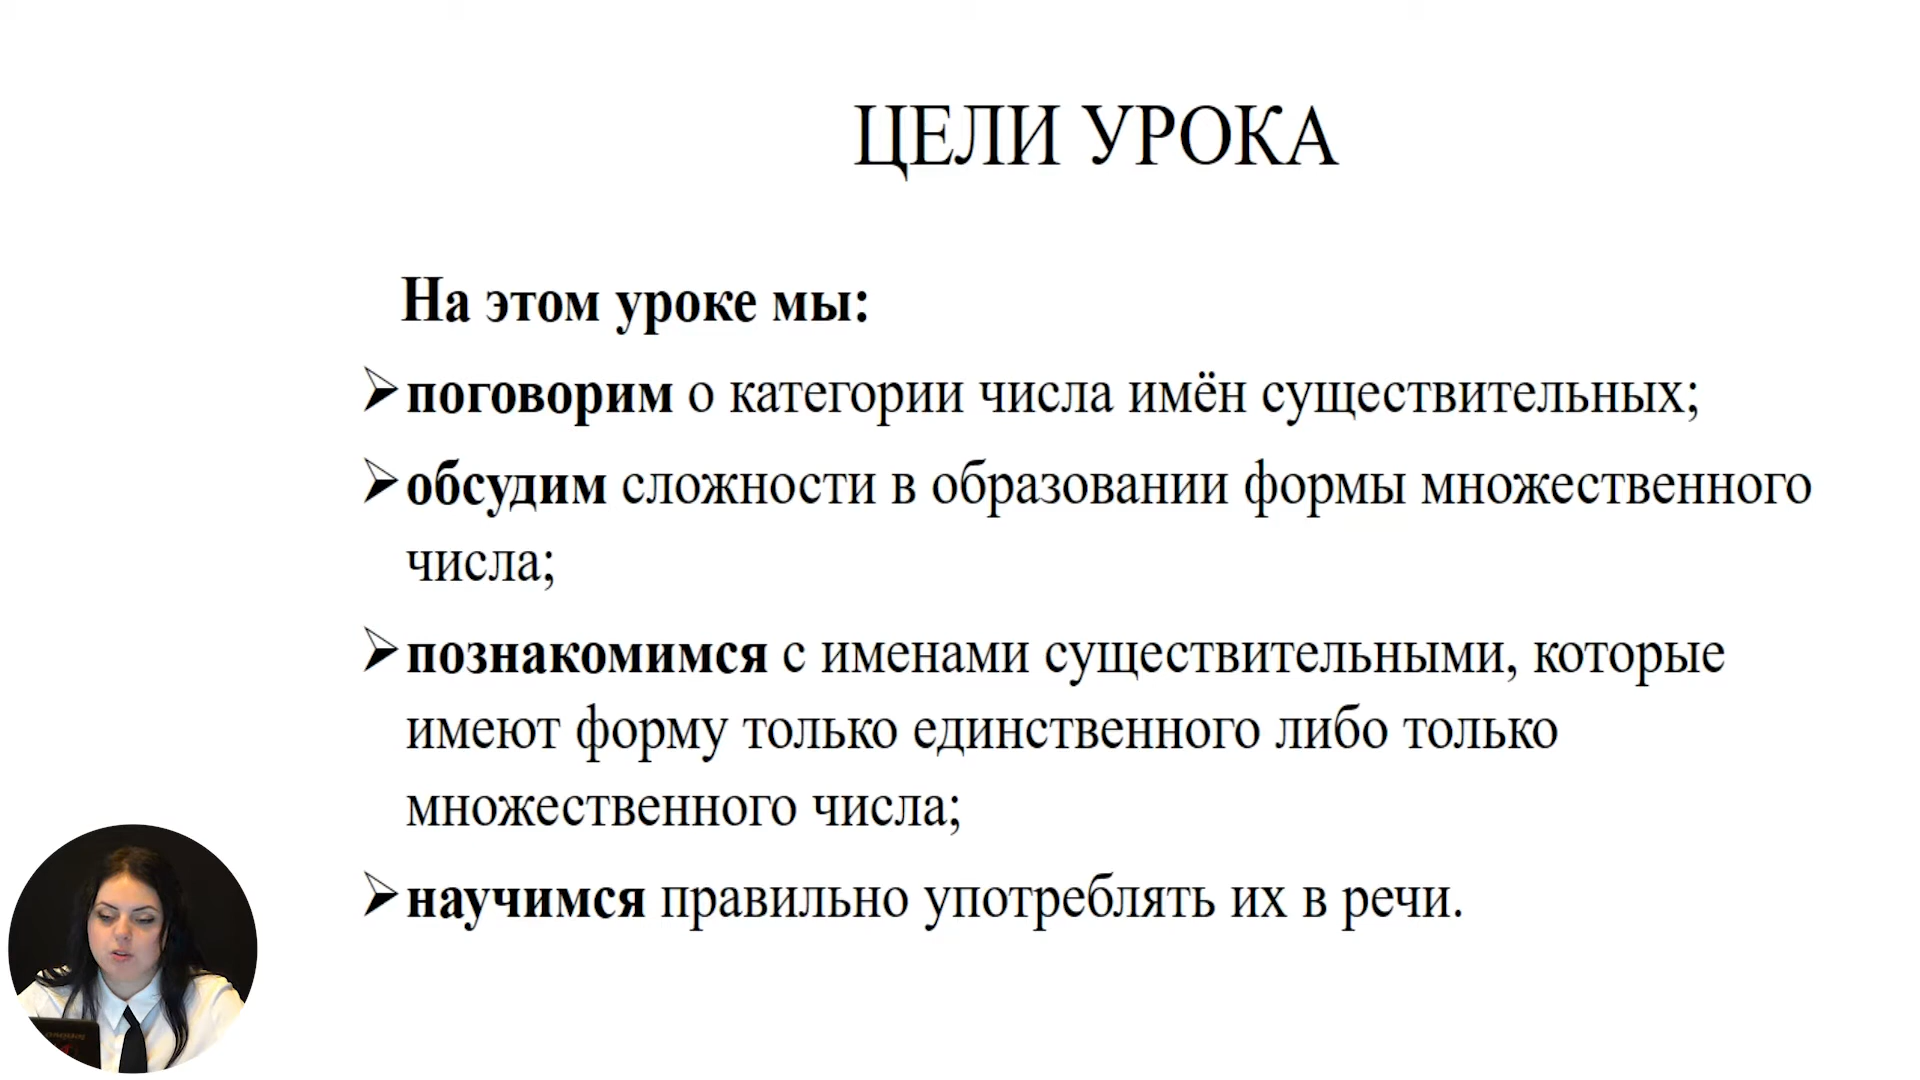 ЦЕЛИ УРОКА
На этом уроке мы:
поговорим о категории числа имён существительных;
обсудим сложности в образовании формы множественного
числа;
познакомимся с именами существительными, которые
имеют форму только единственного либо только
множественного числа;
научимся правильно употреблять их в речи.